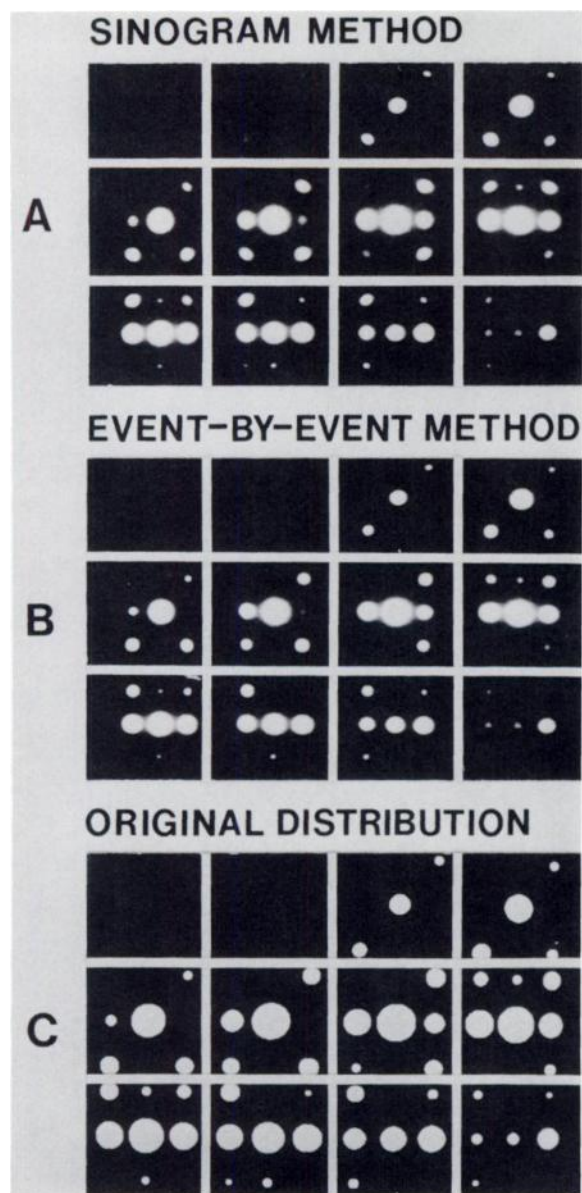 SINOGRAM METHOD
A
EVENT-BY-EVENT METHOD
B
ORIGINAL DISTRIBUTION
C